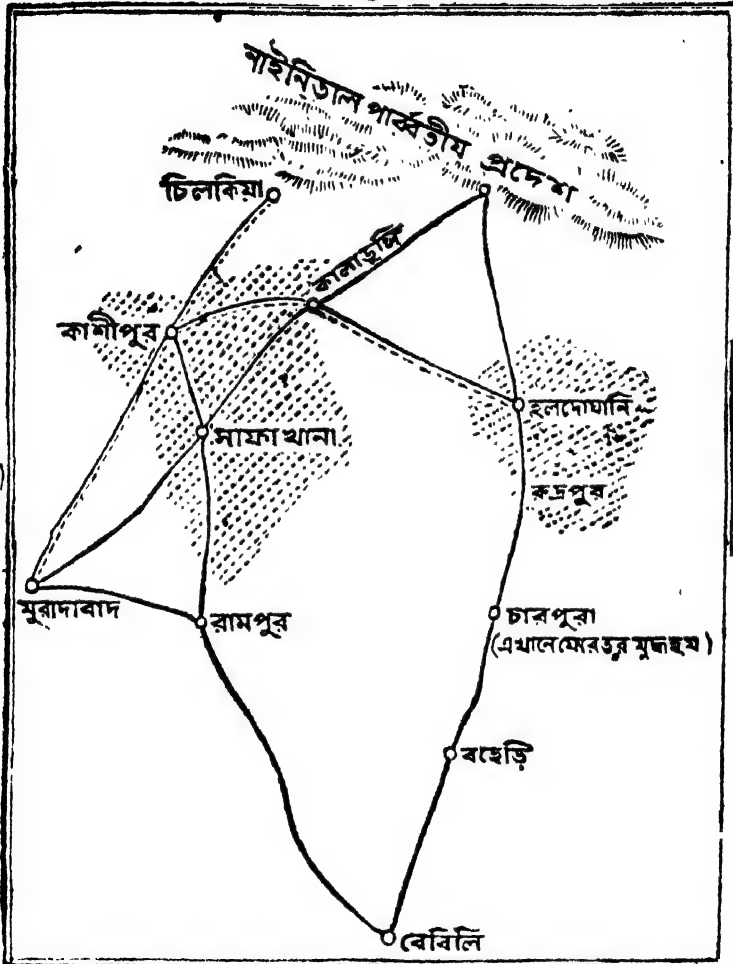 নাইনিতাল পার্ব্বতীয় প্রদেশ
চিলকিয়া
কালাডুঙ্গি
কাশীপুর
হলদোয়ানি
সাফাখানা
রুদ্রপুর
মুরাদাবাদ
রামপুর
চারপুরা
(এখানে ঘোরতর যুদ্ধ হয়)
বহেড়ি
বেরিলি